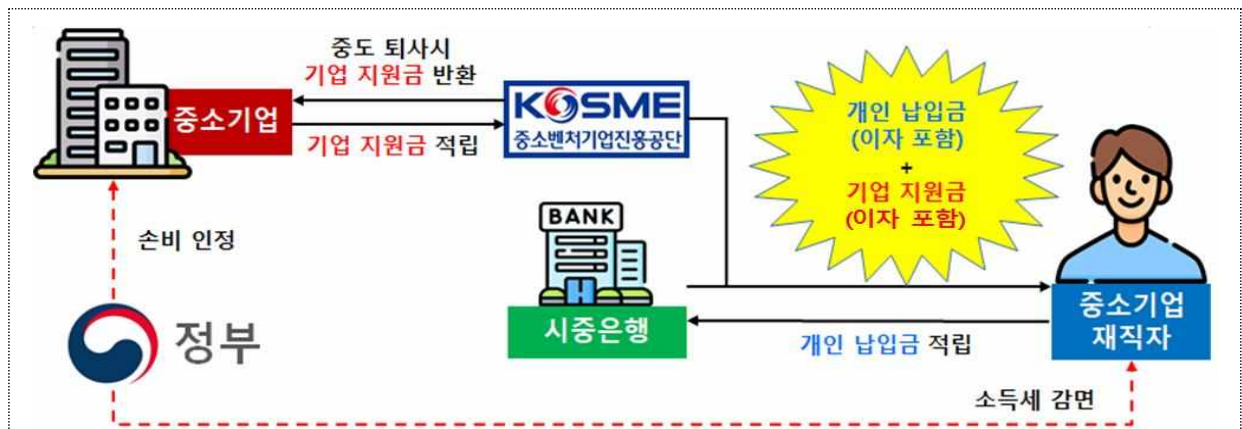 중도 퇴사시
기업 지원금 반환
중소기업
기업 지원금 적립
KOSME
중소벤처기업진흥공단
개인 납입금
(이자 포함)
+
기업 지원금
(이자 포함)
손비 인정
BANK
시중은행
중소기업
재직자
개인 납입금 적립
정부
소득세 감면